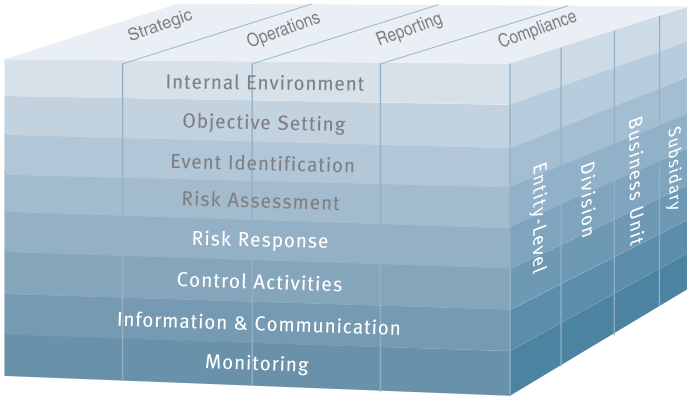 Strategic
Operations
Reporting
Compliance
Internal Environment
Objective Setting
Event Identification
Risk Assessment
Risk Response
Control Activities
Information & Communication
Monitoring
Entity-Level
Division
Business Unit
Subsidary